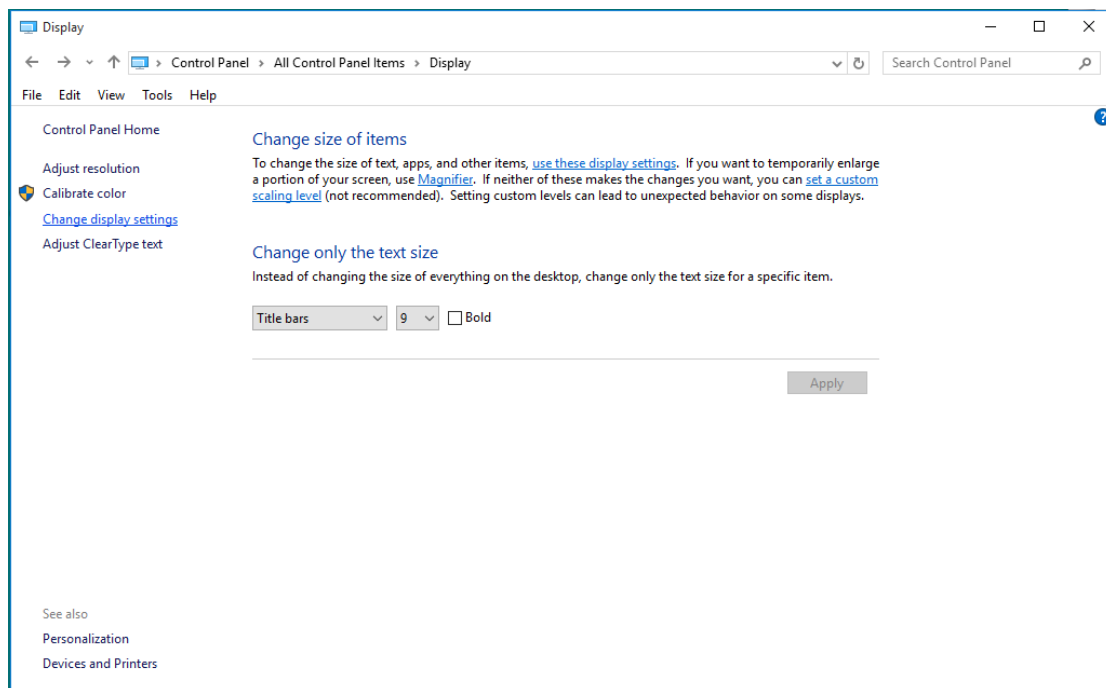 Display
Control Panel > All Control Panel Items > Display
Search Control Panel
File Edit View Tools Help
?
Control Panel Home
Adjust resolution
Calibrate color
Change display settings
Adjust ClearType text
Change size of items
To change the size of text, apps, and other items, use these display settings. If you want to temporarily enlarge
a portion of your screen, use Magnifier. If neither of these makes the changes you want, you can set a custom
scaling level (not recommended). Setting custom levels can lead to unexpected behavior on some displays.
Change only the text size
Instead of changing the size of everything on the desktop, change only the text size for a specific item.
Title bars 9 Bold
Apply
See also
Personalization
Devices and Printers